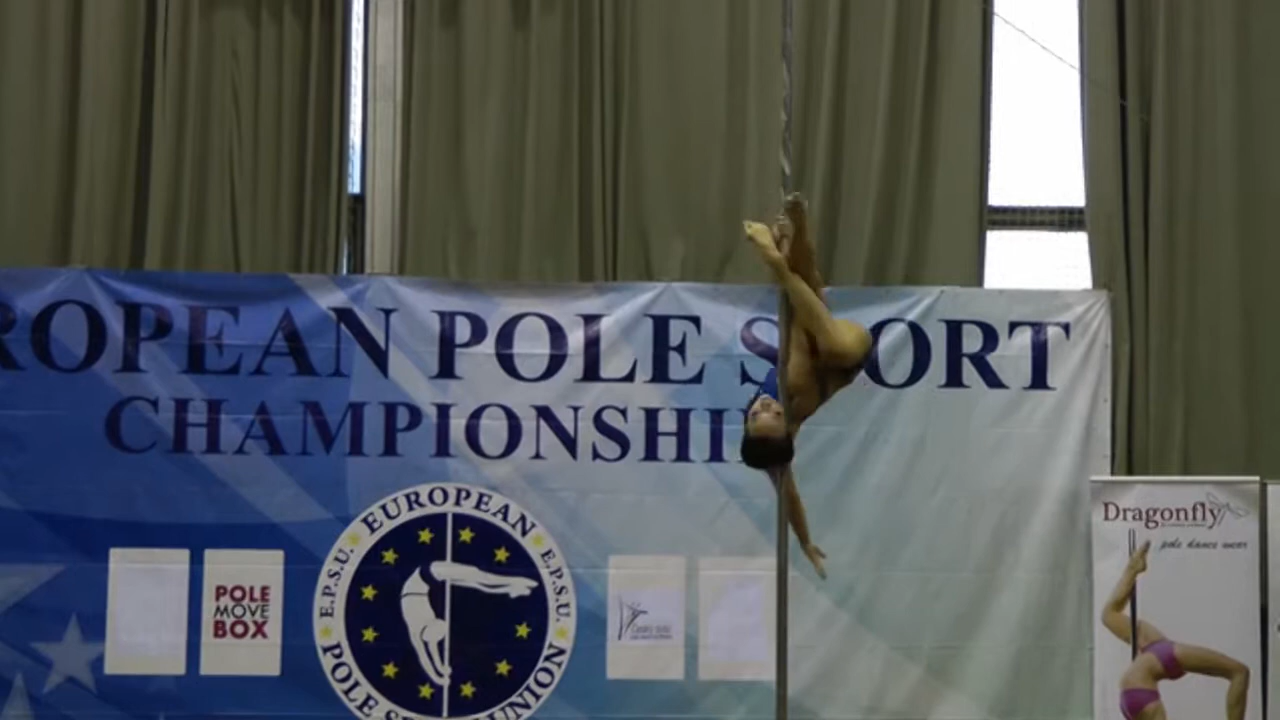 ROPEAN POLE S ORT
CHAMPIONSHI
EUROPEAN
E.P.S.U.
E.P.S.U.
POLE S UNION
POLE
MOVE
BOX
Dragonfly
pole dance wear